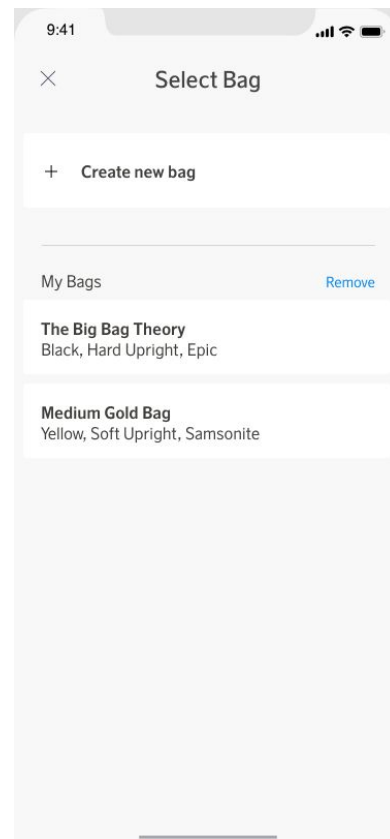 9:41
Select Bag
+ Create new bag
My Bags
Remove
The Big Bag Theory
Black, Hard Upright, Epic
Medium Gold Bag
Yellow, Soft Upright, Samsonite